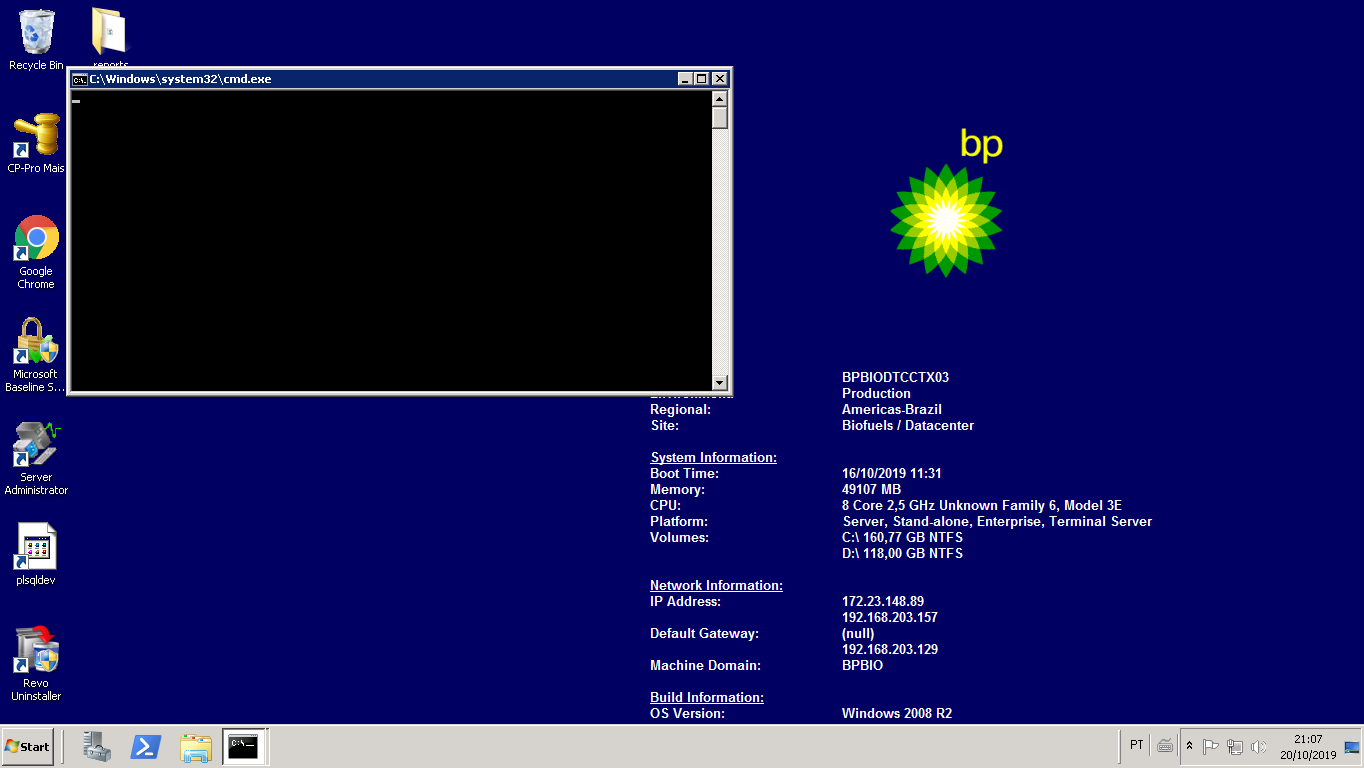 Recycle Bin
reports
C:\Windows\system32\cmd.exe
CP-Pro Mais
Google
Chrome
Microsoft
Baseline S...
Server
Administrator
plsqldev
Revo
Uninstaller
bp
BPBIODTCCTX03
Environment: Production
Regional: Americas-Brazil
Site: Biofuels / Datacenter
System Information:
Boot Time: 16/10/2019 11:31
Memory: 49107 MB
CPU: 8 Core 2,5 GHz Unknown Family 6, Model 3E
Platform: Server, Stand-alone, Enterprise, Terminal Server
Volumes: C:\ 160,77 GB NTFS
D:\ 118,00 GB NTFS
Network Information:
IP Address: 172.23.148.89
192.168.203.157
Default Gateway: (null)
192.168.203.129
Machine Domain: BPBIO
Build Information:
OS Version: Windows 2008 R2
Start
C:\_
PT
21:07
20/10/2019